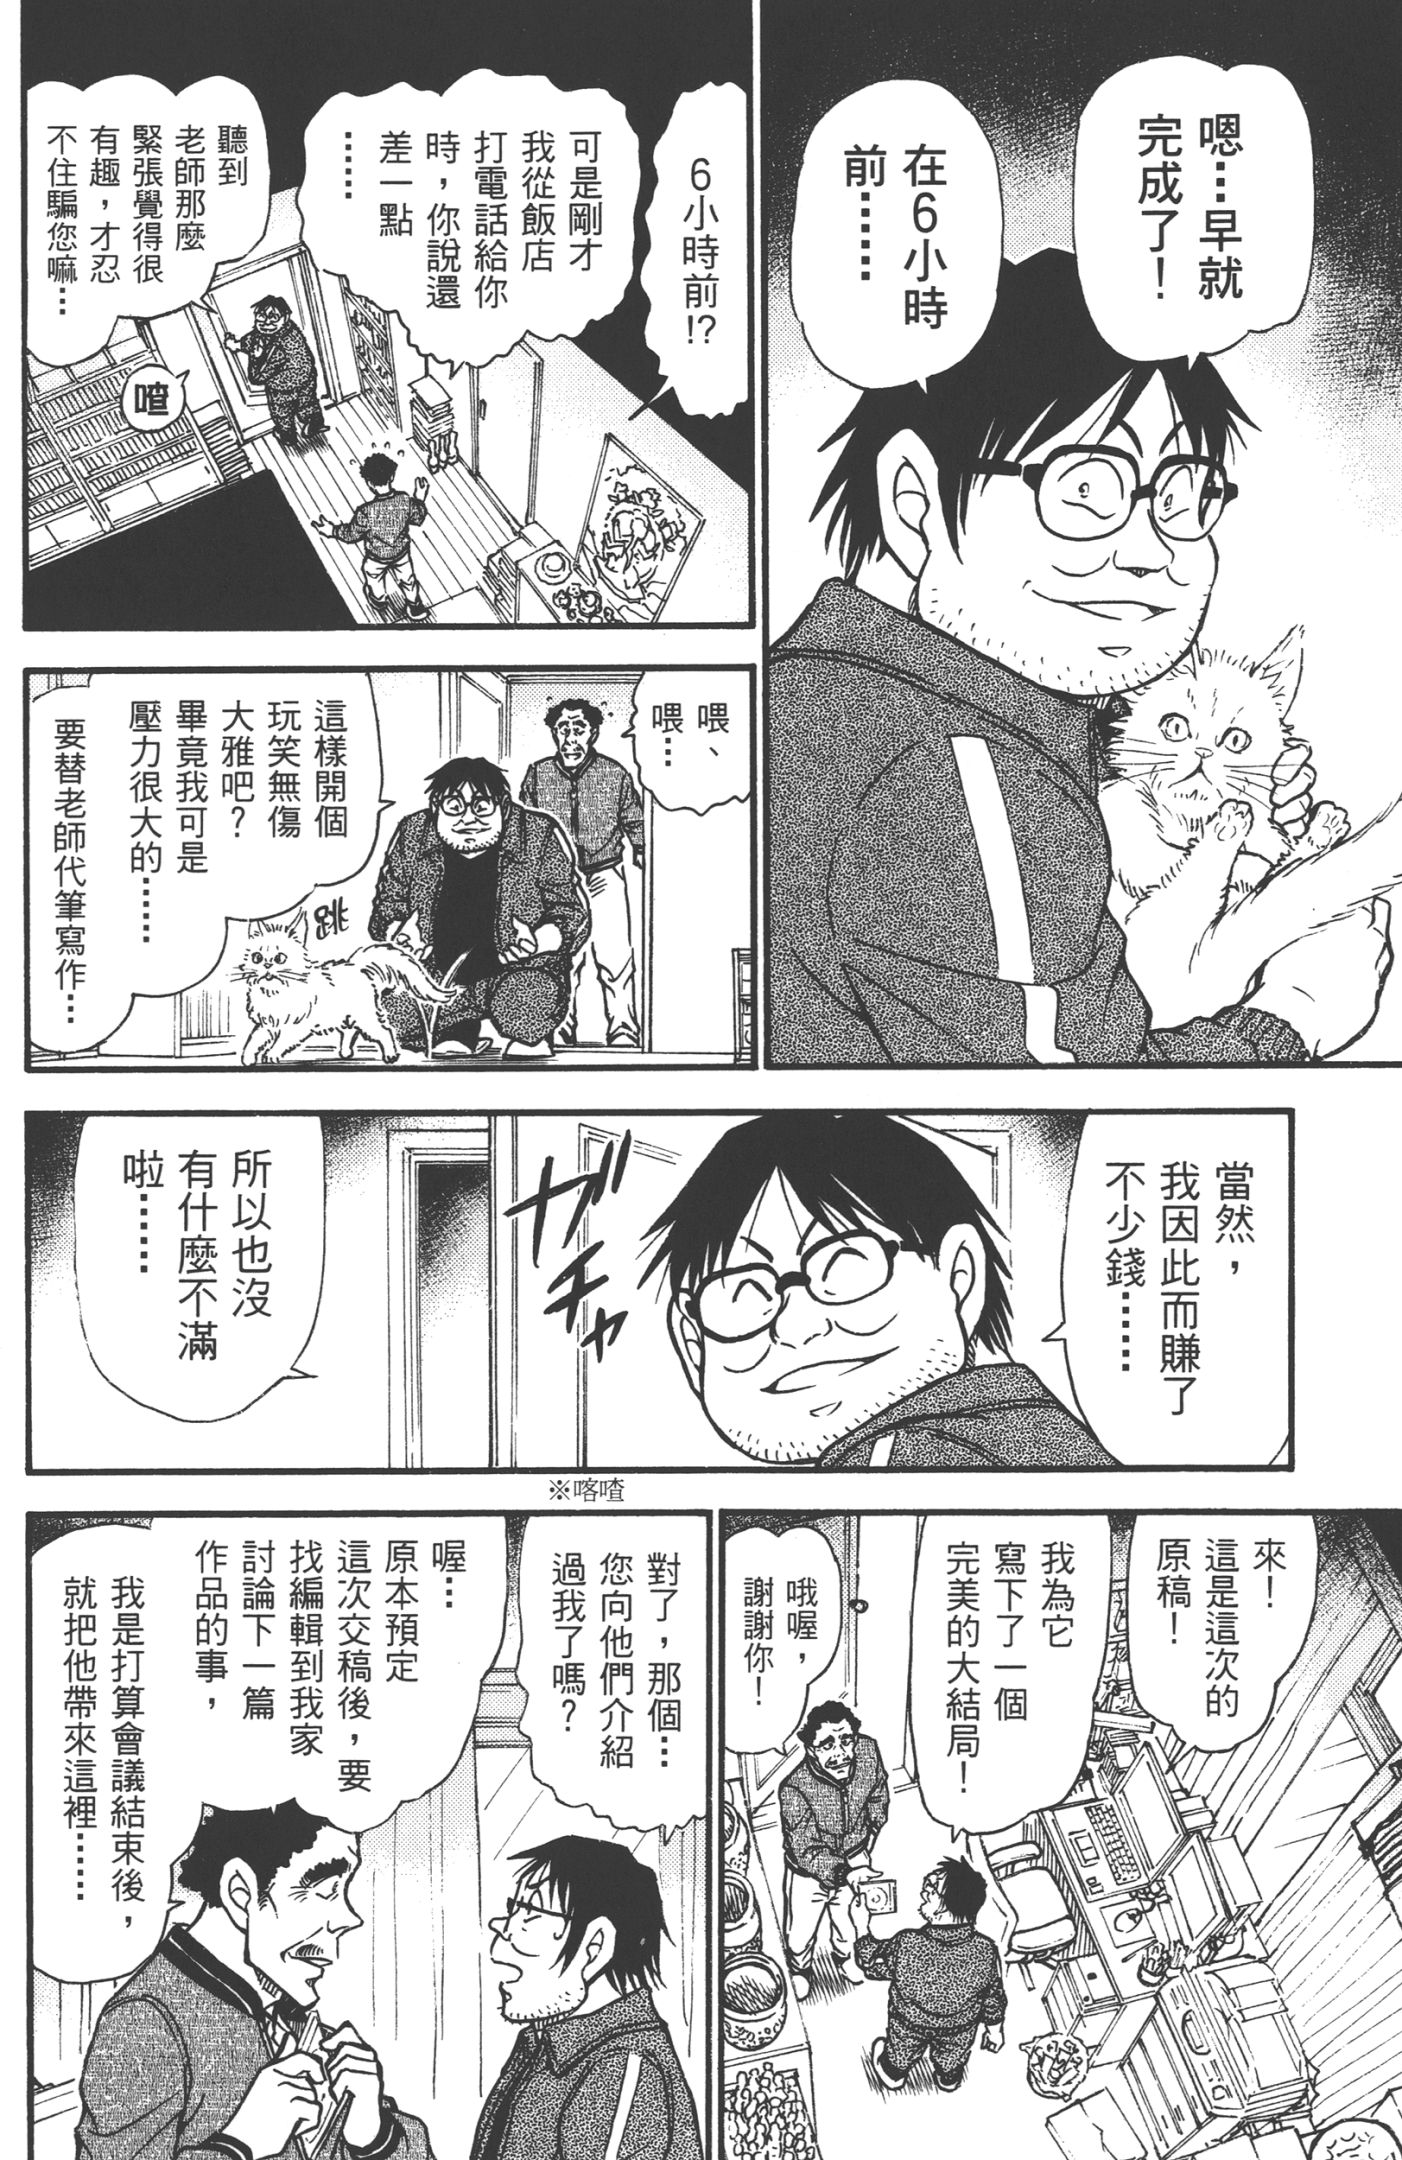 嗯⋯早就
完成了！
在6小時
前⋯⋯
6小時前!?
可是剛才
我從飯店
打電話給你
時，你說還
差一點
⋯⋯
聽到
老師那麼
緊張覺得很
有趣，才忍
不住騙您嘛⋯
喳
喂、
喂⋯
這樣開個
玩笑無傷
大雅吧？
畢竟我可是
壓力很大的⋯⋯
要替老師代筆寫作⋯
跳
當然，
我因此而賺了
不少錢⋯⋯
ガチャ
所以也沒
有什麼不滿
啦⋯⋯
※喀喳
來！
這是這次的
原稿！
我為它
寫下了一個
完美的大結局！
哦喔，
謝謝你！
對了，那個⋯
您向他們介紹
過我了嗎？
喔⋯
原本預定
這次交稿後，要
找編輯到我家
討論下一篇
作品的事，
我是打算會議結束後，
就把他帶來這裡⋯⋯